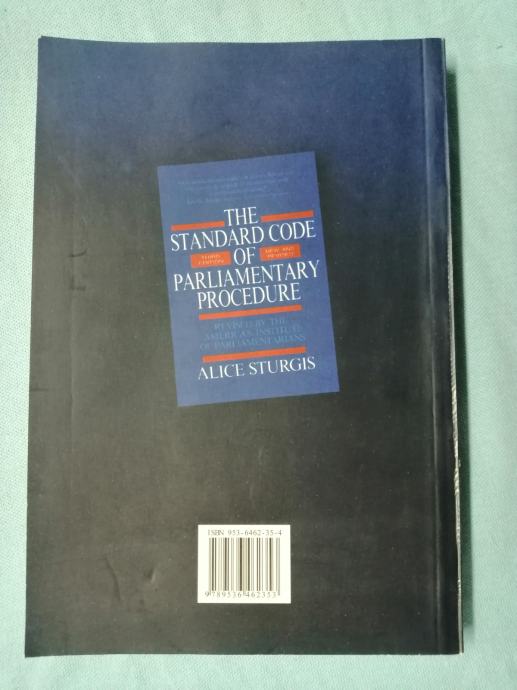 THE
STANDARD CODE
THIRD EDITION OF NEW AND REVISED
PARLIAMENTARY
PROCEDURE
REVISED BY THE
AMERICAN INSTITUTE
OF PARLIAMENTARIANS
ALICE STURGIS
ISBN 953-6462-35-4
9789536462353